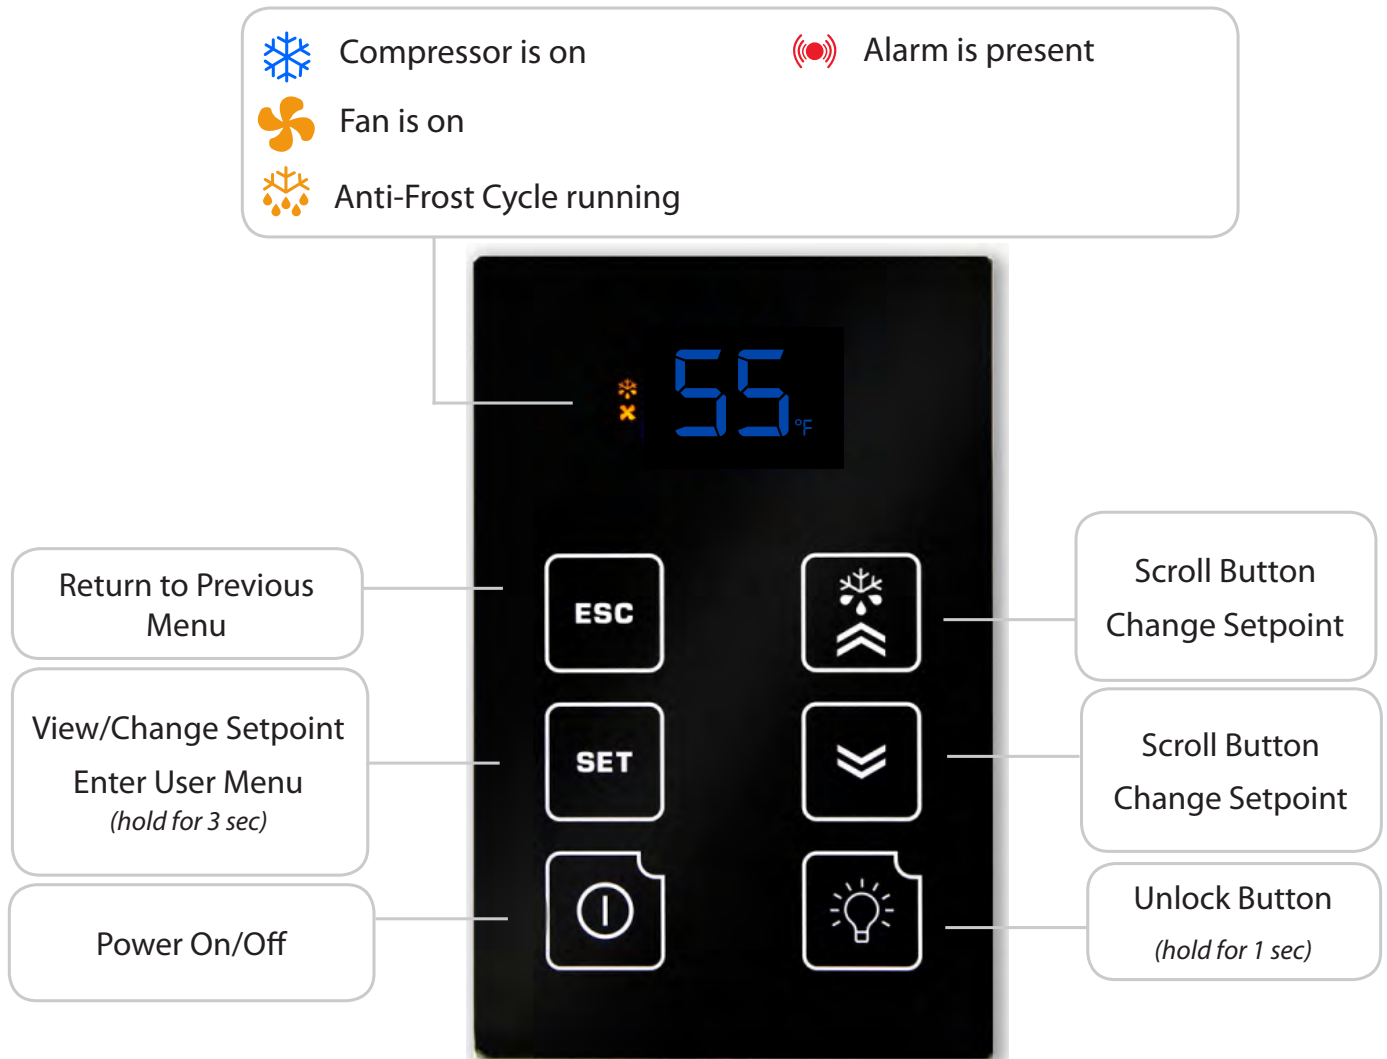 Compressor is on
Alarm is present
Fan is on
Anti-Frost Cycle running
55 °F
Return to Previous
Menu
ESC
Scroll Button
Change Setpoint
View/Change Setpoint
Enter User Menu
(hold for 3 sec)
SET
Scroll Button
Change Setpoint
Power On/Off
Unlock Button
(hold for 1 sec)